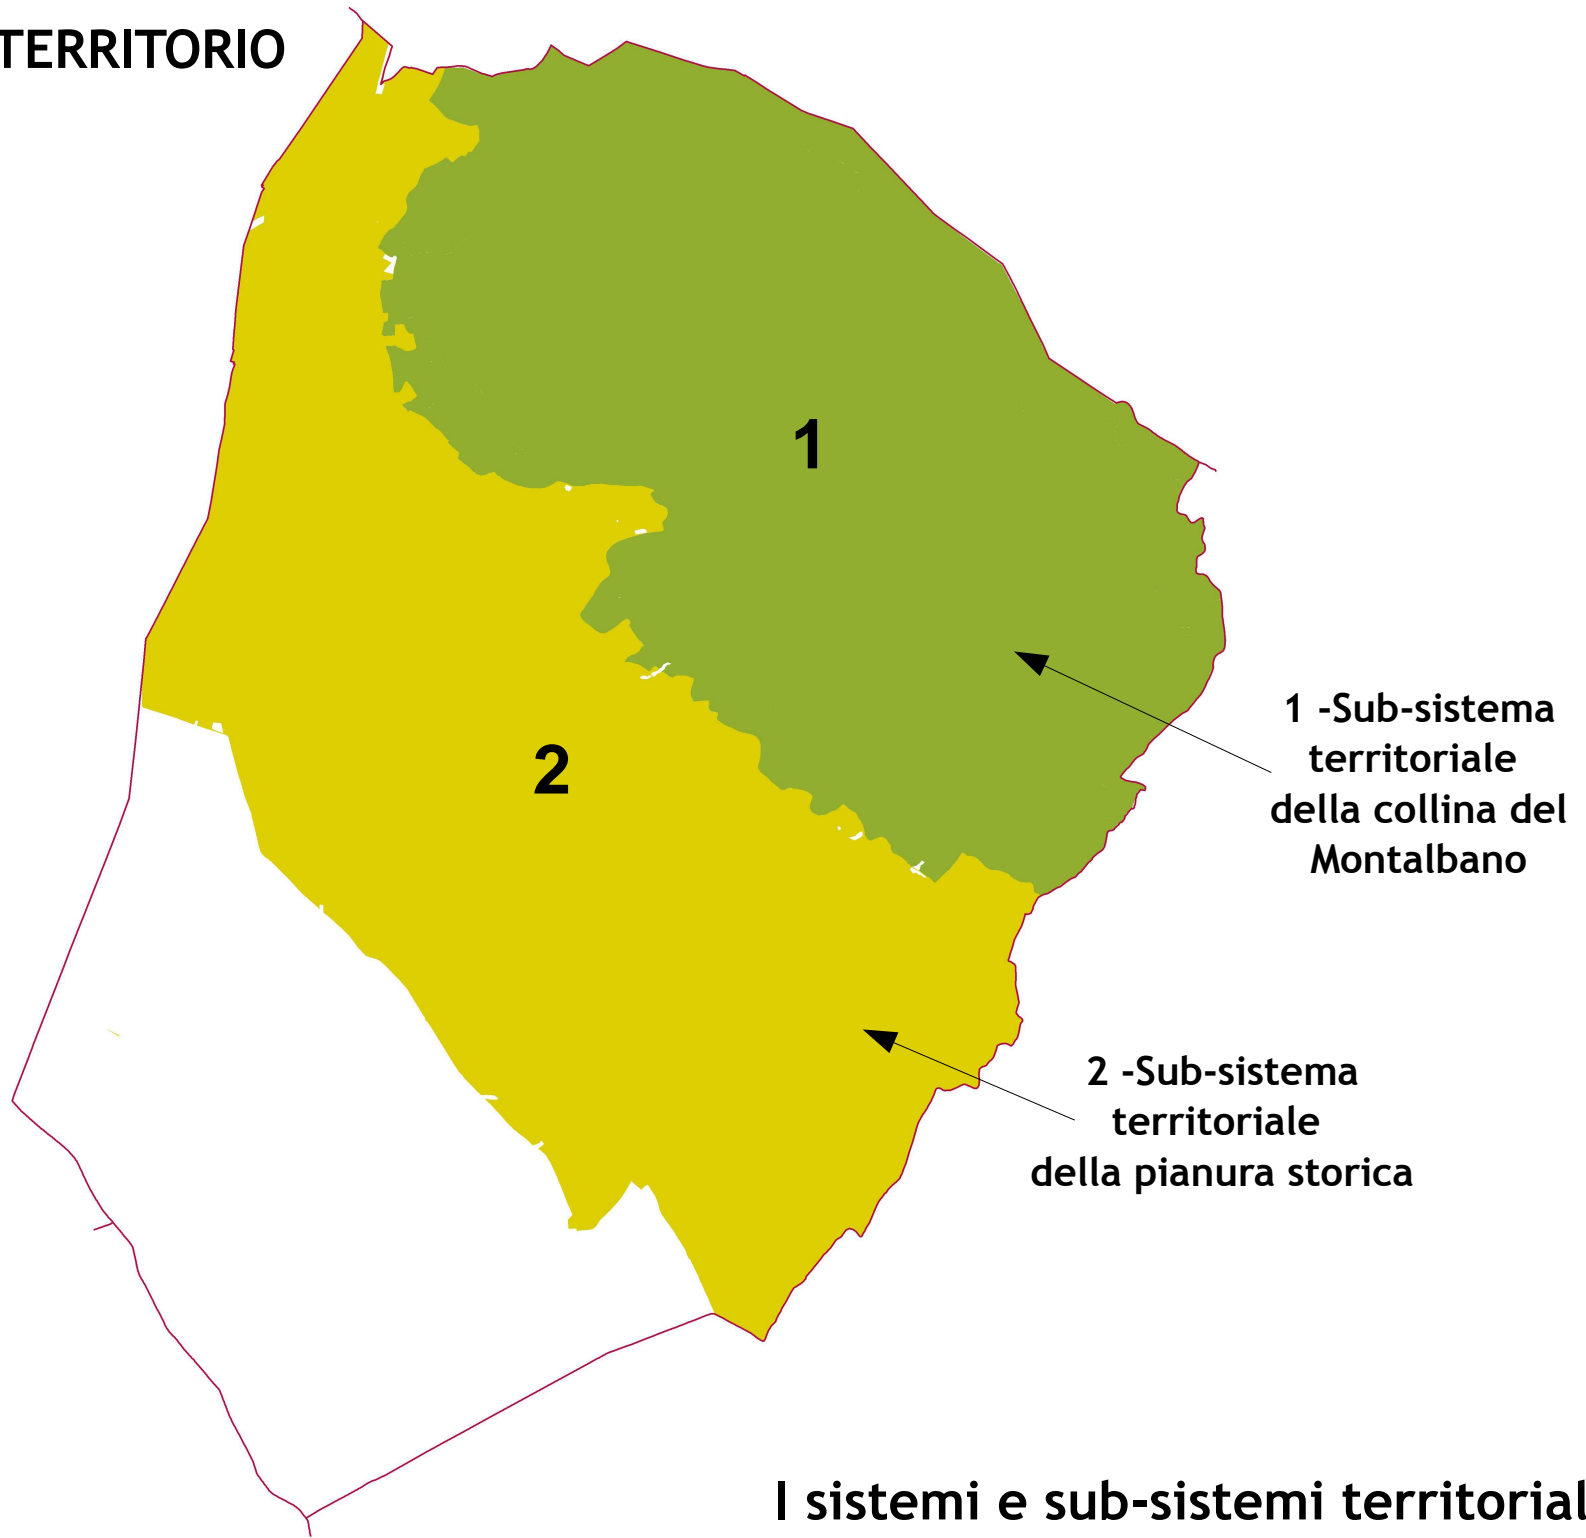 TERRITORIO
1
2
1 -Sub-sistema
territoriale
della collina del
Montalbano
2 -Sub-sistema
territoriale
della pianura storica
I sistemi e sub-sistemi territorial